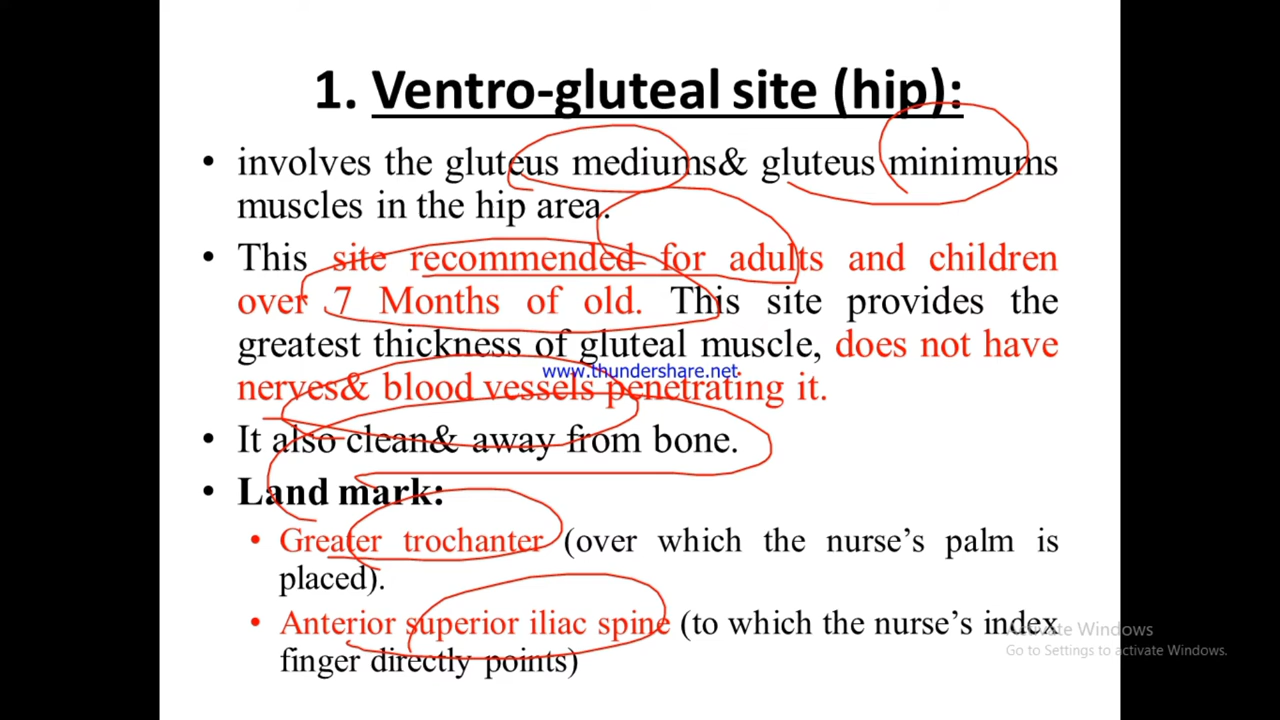 1. Ventro-gluteal site (hip):
• involves the gluteus mediums& gluteus minimums
muscles in the hip area.
• This site recommended for adults and children
over 7 Months of old. This site provides the
greatest thickness of gluteal muscle, does not have
www.thundershare.net
nerves& blood vessels penetrating it.
• It also clean& away from bone.
• Land mark:
• Greater trochanter (over which the nurse's palm is
placed).
• Anterior superior iliac spine (to which the nurse's index
finger directly points)
Activate Windows
Go to Settings to activate Windows.